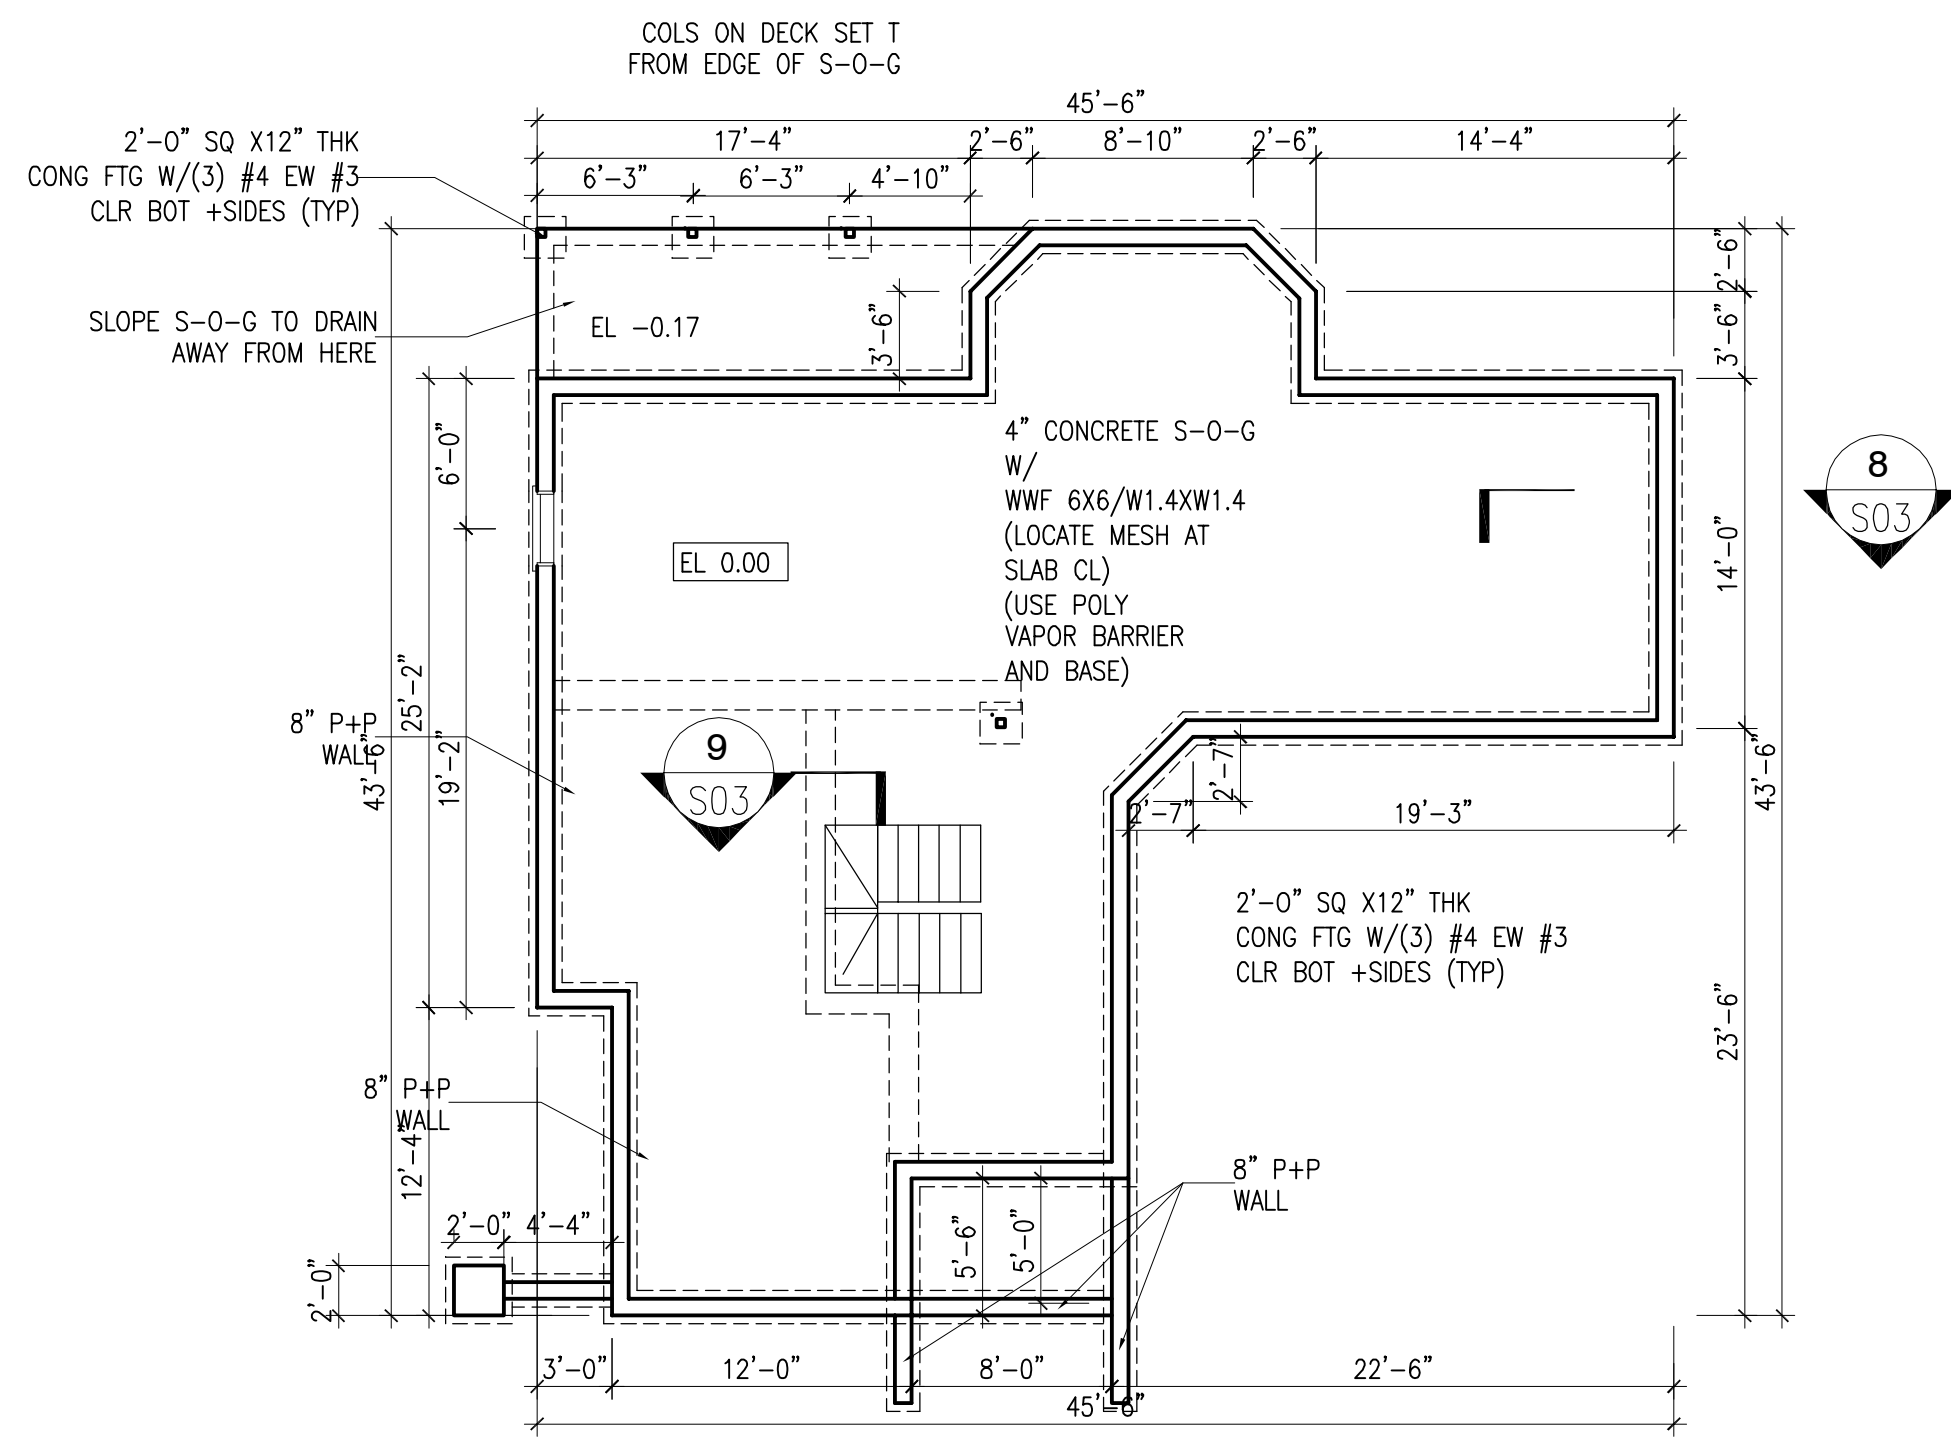 COLS ON DECK SET T
FROM EDGE OF S-O-G
45'-6"
2'-0" SQ X12" THK
CONG FTG W/(3) #4 EW #3
CLR BOT +SIDES (TYP)
17'-4"
2'-6"
8'-10"
2'-6"
14'-4"
6'-3"
6'-3"
4'-10"
SLOPE S-O-G TO DRAIN
AWAY FROM HERE
EL -0.17
3'-6"
2'-6"
3'-6"
6'-0"
4" CONCRETE S-O-G
W/
WWF 6X6/W1.4XW1.4
(LOCATE MESH AT
SLAB CL)
(USE POLY
VAPOR BARRIER
AND BASE)
8
S03
14'-0"
EL 0.00
25'-2"
8" P+P
WALL
43'-6"
19'-2"
9
S03
2'-7"
2'-7"
19'-3"
43'-6"
2'-0" SQ X12" THK
CONG FTG W/(3) #4 EW #3
CLR BOT +SIDES (TYP)
23'-6"
8" P+P
WALL
12'-4"
8" P+P
WALL
2'-0"
4'-4"
5'-6"
5'-0"
2'-0"
3'-0"
12'-0"
8'-0"
22'-6"
45'-6"